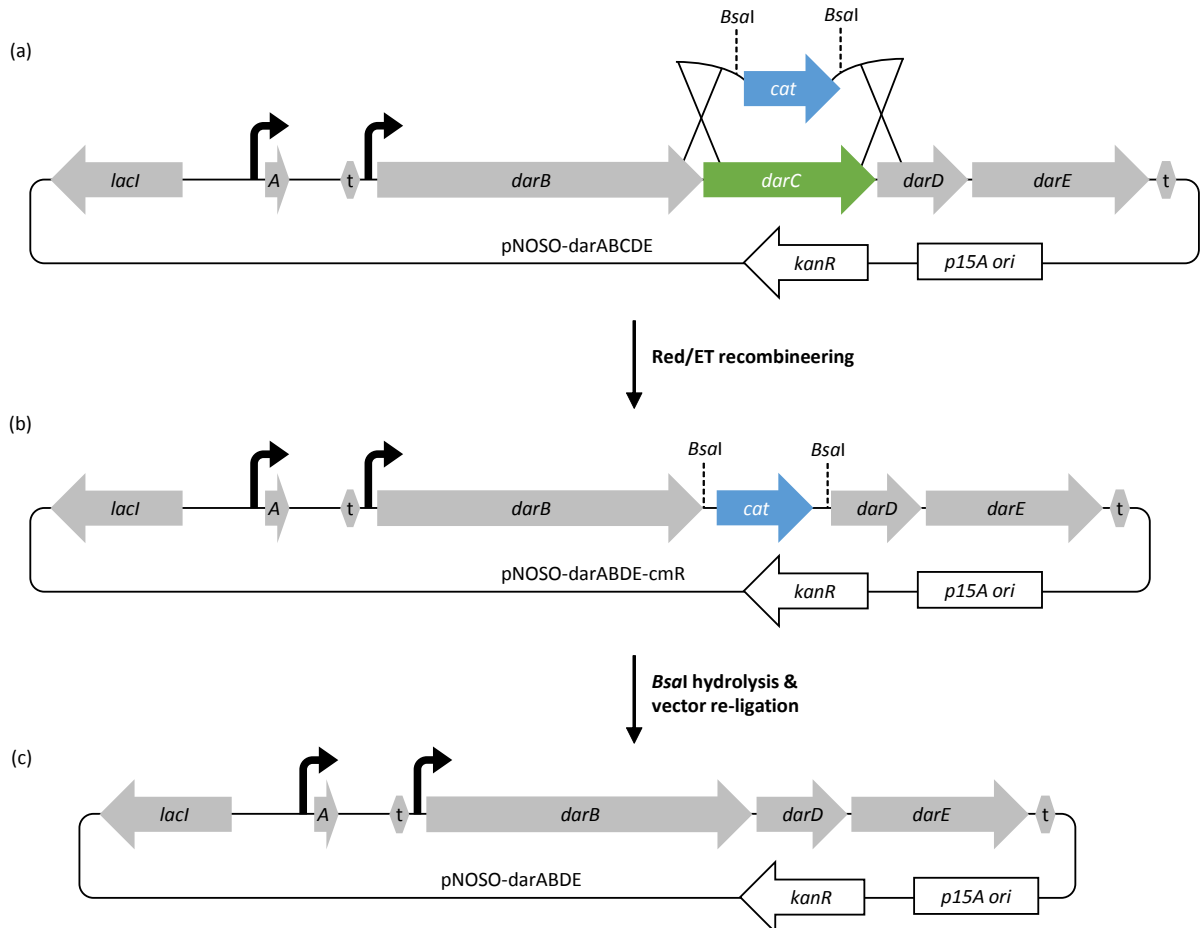 (a)
BsaI BsaI
cat
lacI A t darB darC darD darE t
pNOSO-darABCDE
kanR p15A ori
Red/ET recombineering
(b)
BsaI BsaI
lacI A t darB cat darD darE t
pNOSO-darABDE-cmR
kanR p15A ori
BsaI hydrolysis &
vector re-ligation
(c)
lacI A t darB darD darE t
pNOSO-darABDE
kanR p15A ori